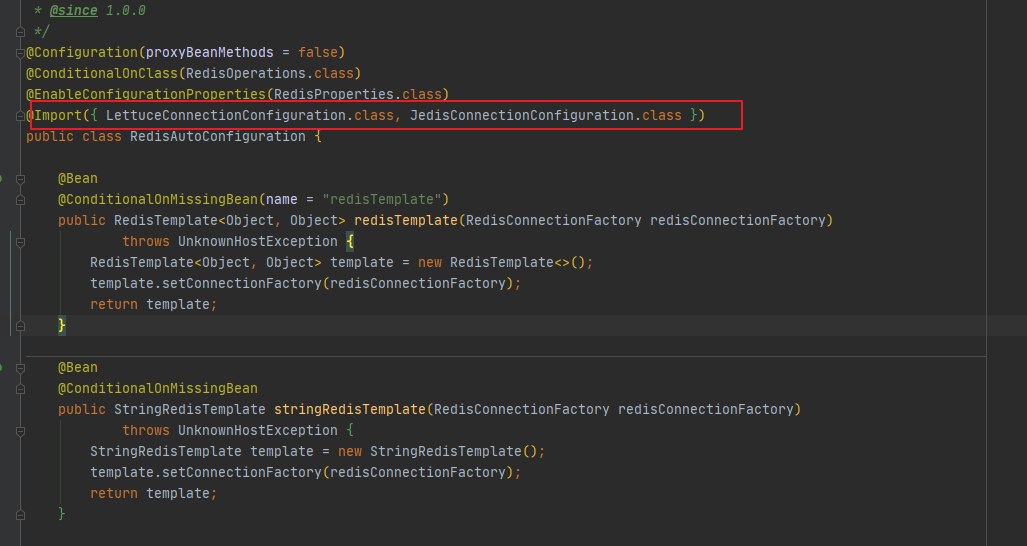 * @since 1.0.0
*/
@Configuration(proxyBeanMethods = false)
@ConditionalOnClass(RedisOperations.class)
@EnableConfigurationProperties(RedisProperties.class)
@Import({ LettuceConnectionConfiguration.class, JedisConnectionConfiguration.class })
public class RedisAutoConfiguration {
@Bean
@ConditionalOnMissingBean(name = "redisTemplate")
public RedisTemplate<Object, Object> redisTemplate(RedisConnectionFactory redisConnectionFactory)
throws UnknownHostException {
RedisTemplate<Object, Object> template = new RedisTemplate<>();
template.setConnectionFactory(redisConnectionFactory);
return template;
}
@Bean
@ConditionalOnMissingBean
public StringRedisTemplate stringRedisTemplate(RedisConnectionFactory redisConnectionFactory)
throws UnknownHostException {
StringRedisTemplate template = new StringRedisTemplate();
template.setConnectionFactory(redisConnectionFactory);
return template;
}